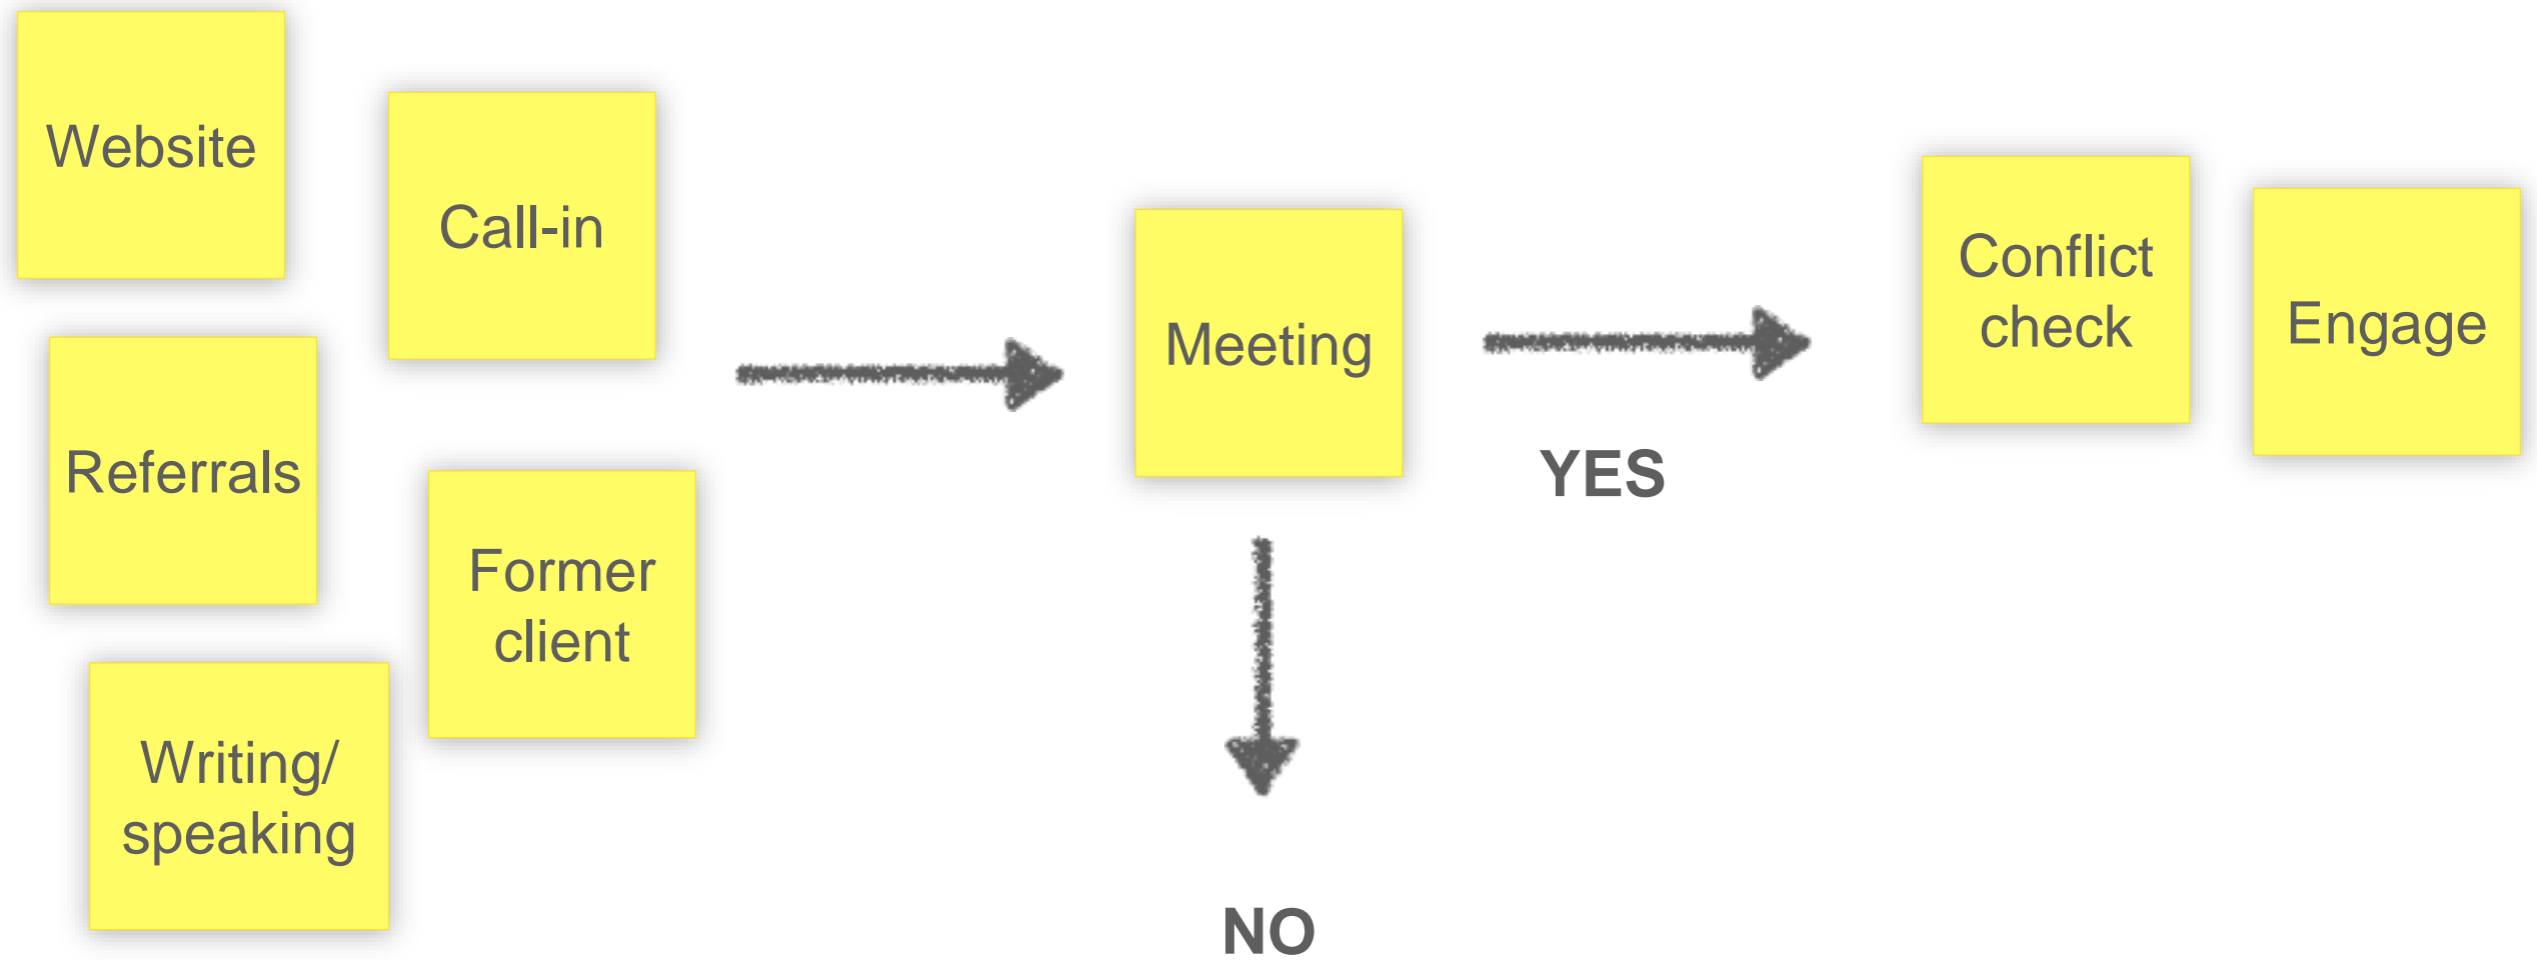 Website
Call-in
Referrals
Former
client
Writing/
speaking
Meeting
YES
NO
Conflict
check
Engage